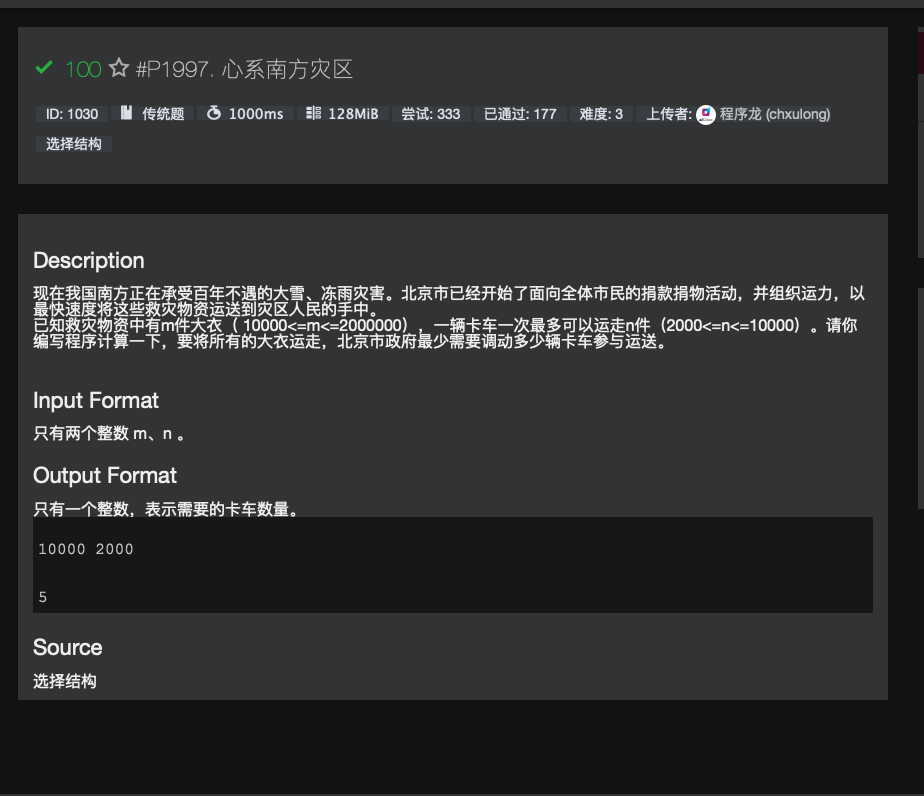 100 #P1997. 心系南方灾区
ID: 1030 传统题 1000ms 128MiB 尝试: 333 已通过: 177 难度: 3 上传者: 程序龙 (chxulong)
选择结构
Description
现在我国南方正在承受百年不遇的大雪、冻雨灾害。北京市已经开始了面向全体市民的捐款捐物活动，并组织运力，以
最快速度将这些救灾物资运送到灾区人民的手中。
已知救灾物资中有m件大衣（ 10000<=m<=2000000），一辆卡车一次最多可以运走n件（2000<=n<=10000）。请你
编写程序计算一下，要将所有的大衣运走，北京市政府最少需要调动多少辆卡车参与运送。
Input Format
只有两个整数 m、n 。
Output Format
只有一个整数，表示需要的卡车数量。
10000 2000
5
Source
选择结构